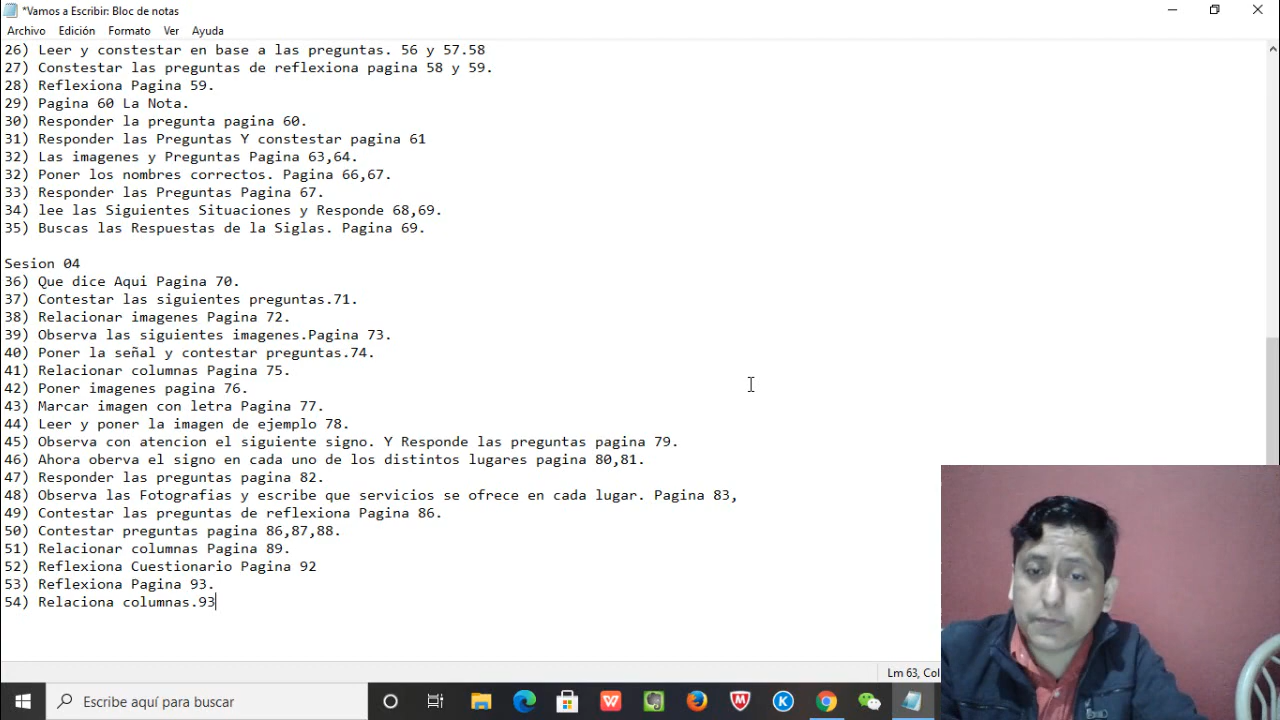 *Vamos a Escribir: Bloc de notas
Archivo Edición Formato Ver Ayuda
26) Leer y constestar en base a las preguntas. 56 y 57.58
27) Constestar las preguntas de reflexiona pagina 58 y 59.
28) Reflexiona Pagina 59.
29) Pagina 60 La Nota.
30) Responder la pregunta pagina 60.
31) Responder las Preguntas Y constestar pagina 61
32) Las imagenes y Preguntas Pagina 63,64.
32) Poner los nombres correctos. Pagina 66,67.
33) Responder las Preguntas Pagina 67.
34) lee las Siguientes Situaciones y Responde 68,69.
35) Buscas las Respuestas de la Siglas. Pagina 69.
Sesion 04
36) Que dice Aqui Pagina 70.
37) Contestar las siguientes preguntas.71.
38) Relacionar imagenes Pagina 72.
39) Observa las siguientes imagenes.Pagina 73.
40) Poner la señal y contestar preguntas.74.
41) Relacionar columnas Pagina 75.
42) Poner imagenes pagina 76.
43) Marcar imagen con letra Pagina 77.
44) Leer y poner la imagen de ejemplo 78.
45) Observa con atencion el siguiente signo. Y Responde las preguntas pagina 79.
46) Ahora oberva el signo en cada uno de los distintos lugares pagina 80,81.
47) Responder las preguntas pagina 82.
48) Observa las Fotografias y escribe que servicios se ofrece en cada lugar. Pagina 83,
49) Contestar las preguntas de reflexiona Pagina 86.
50) Contestar preguntas pagina 86,87,88.
51) Relacionar columnas Pagina 89.
52) Reflexiona Cuestionario Pagina 92
53) Reflexiona Pagina 93.
54) Relaciona columnas.93
Lm 63, Col
Escribe aquí para buscar